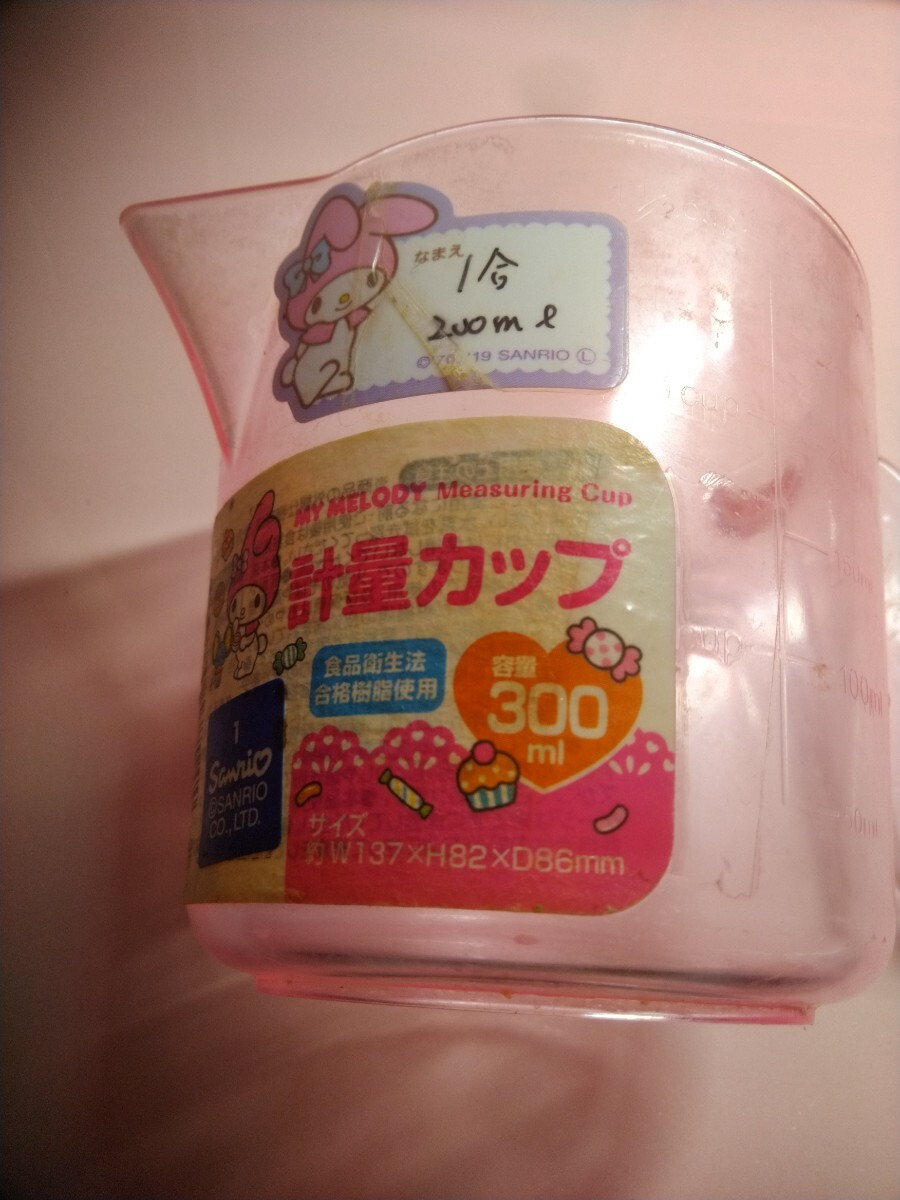 なまえ
1合
200ml
©'76, '19 SANRIO Ⓛ
MY MELODY Measuring Cup
計量カップ
食品衛生法
合格樹脂使用
容量
300
ml
1
Sanrio
©SANRIO
CO., LTD.
サイズ
約W137×H82×D86mm
100ml